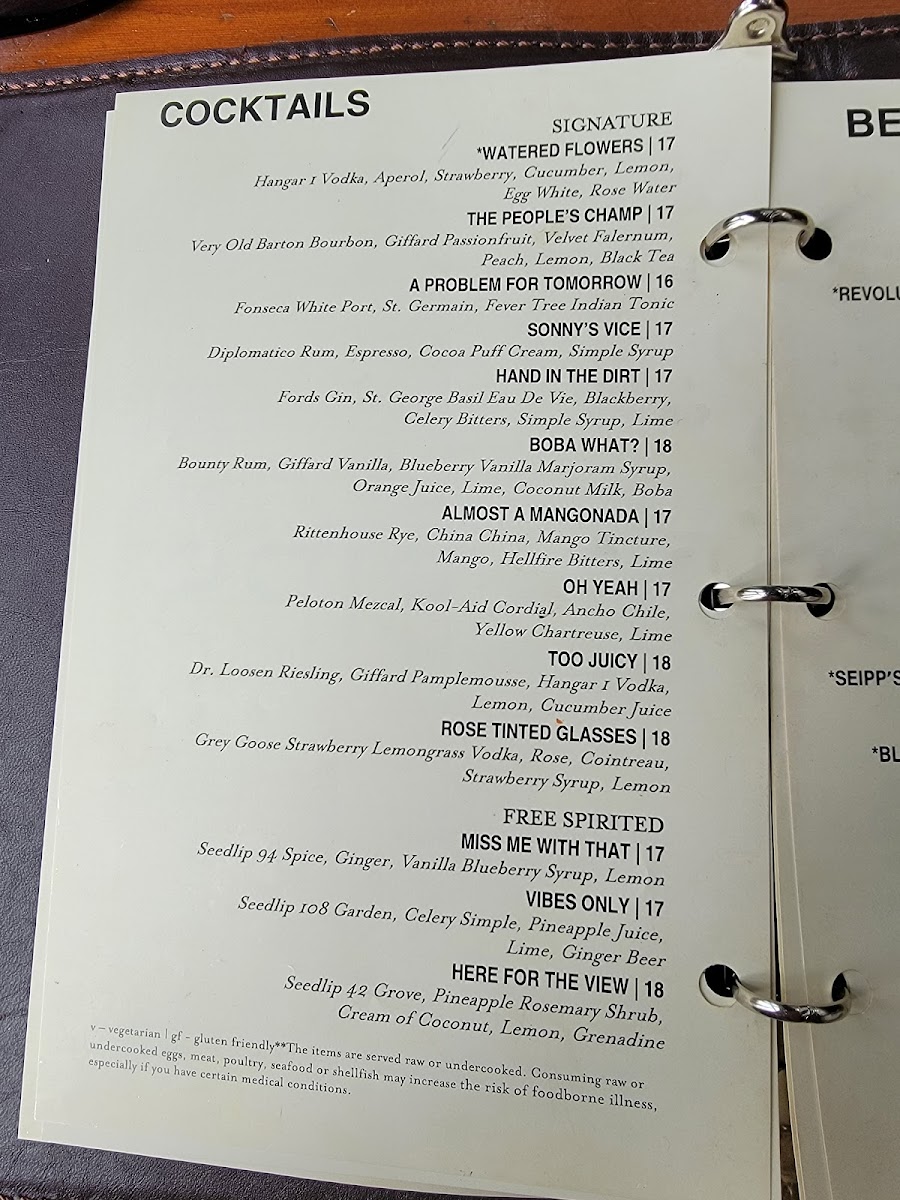 COCKTAILS
SIGNATURE
*WATERED FLOWERS | 17
Hangar 1 Vodka, Aperol, Strawberry, Cucumber, Lemon,
Egg White, Rose Water
THE PEOPLE'S CHAMP | 17
Very Old Barton Bourbon, Giffard Passionfruit, Velvet Falernum,
Peach, Lemon, Black Tea
A PROBLEM FOR TOMORROW | 16
Fonseca White Port, St. Germain, Fever Tree Indian Tonic
SONNY'S VICE | 17
Diplomatico Rum, Espresso, Cocoa Puff Cream, Simple Syrup
HAND IN THE DIRT | 17
Fords Gin, St. George Basil Eau De Vie, Blackberry,
Celery Bitters, Simple Syrup, Lime
BOBA WHAT? | 18
Bounty Rum, Giffard Vanilla, Blueberry Vanilla Marjoram Syrup,
Orange Juice, Lime, Coconut Milk, Boba
ALMOST A MANGONADA | 17
Rittenhouse Rye, China China, Mango Tincture,
Mango, Hellfire Bitters, Lime
OH YEAH | 17
Peloton Mezcal, Kool-Aid Cordial, Ancho Chile,
Yellow Chartreuse, Lime
TOO JUICY | 18
Dr. Loosen Riesling, Giffard Pamplemousse, Hangar 1 Vodka,
Lemon, Cucumber Juice
ROSE TINTED GLASSES | 18
Grey Goose Strawberry Lemongrass Vodka, Rose, Cointreau,
Strawberry Syrup, Lemon
FREE SPIRITED
MISS ME WITH THAT | 17
Seedlip 94 Spice, Ginger, Vanilla Blueberry Syrup, Lemon
VIBES ONLY | 17
Seedlip 108 Garden, Celery Simple, Pineapple Juice,
Lime, Ginger Beer
HERE FOR THE VIEW | 18
Seedlip 42 Grove, Pineapple Rosemary Shrub,
Cream of Coconut, Lemon, Grenadine
v – vegetarian | gf - gluten friendly**The items are served raw or undercooked. Consuming raw or
undercooked eggs, meat, poultry, seafood or shellfish may increase the risk of foodborne illness,
especially if you have certain medical conditions.
BE
*REVOLU
*SEIPP'S
*BL